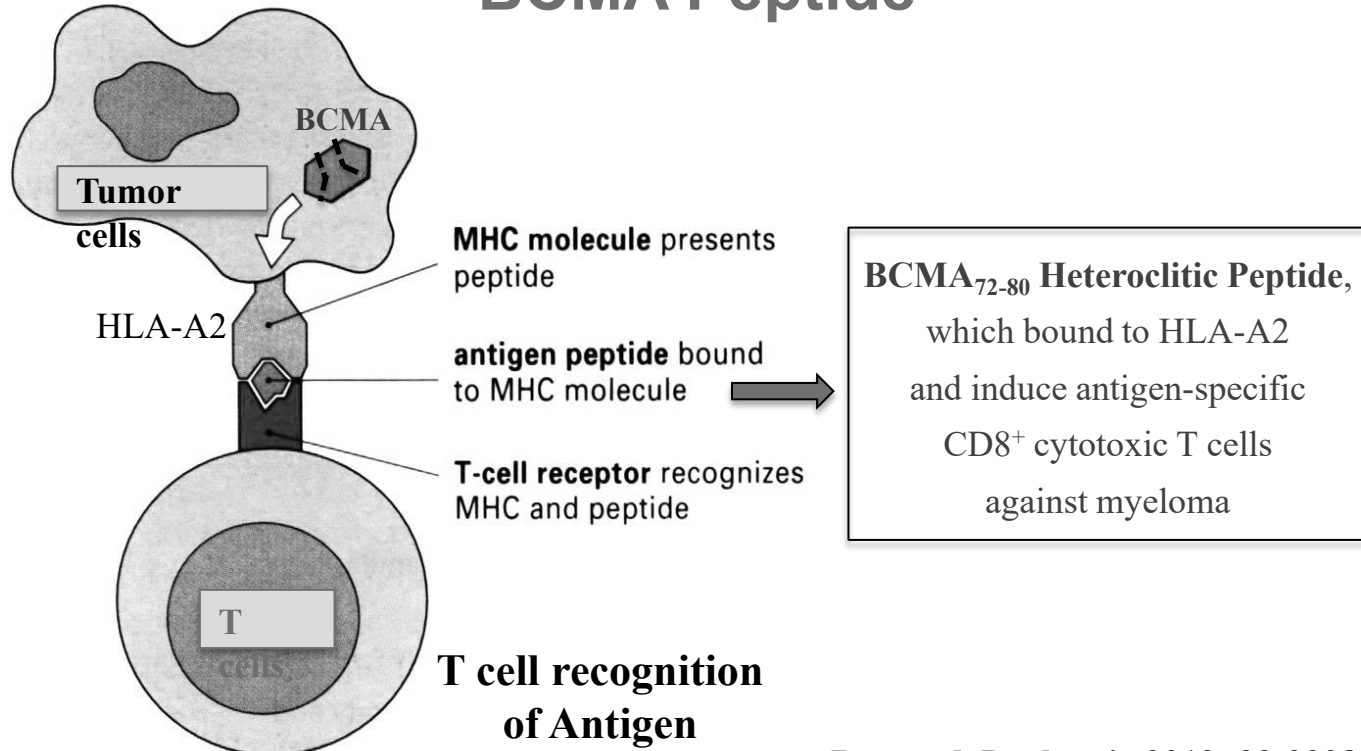 BCMA Peptide
BCMA
Tumor
cells
MHC molecule presents
peptide
HLA-A2
antigen peptide bound
to MHC molecule
T-cell receptor recognizes
MHC and peptide
BCMA72-80 Heteroclitic Peptide,
which bound to HLA-A2
and induce antigen-specific
CD8+ cytotoxic T cells
against myeloma
T
cells
T cell recognition
of Antigen